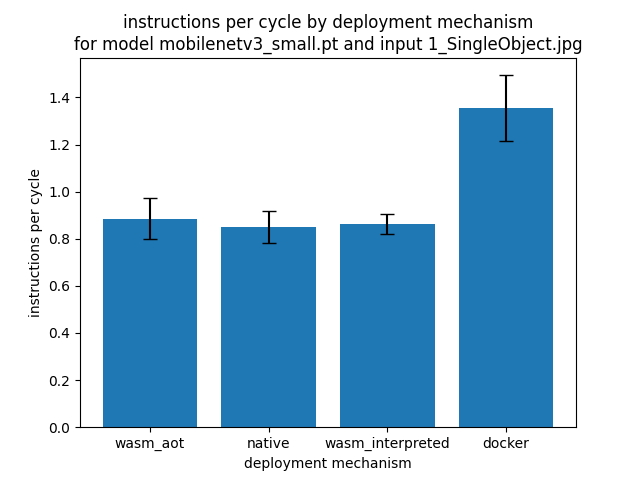 instructions per cycle by deployment mechanism
for model mobilenetv3_small.pt and input 1_SingleObject.jpg
instructions per cycle
1.4
1.2
1.0
0.8
0.6
0.4
0.2
0.0
wasm_aot native wasm_interpreted docker
deployment mechanism